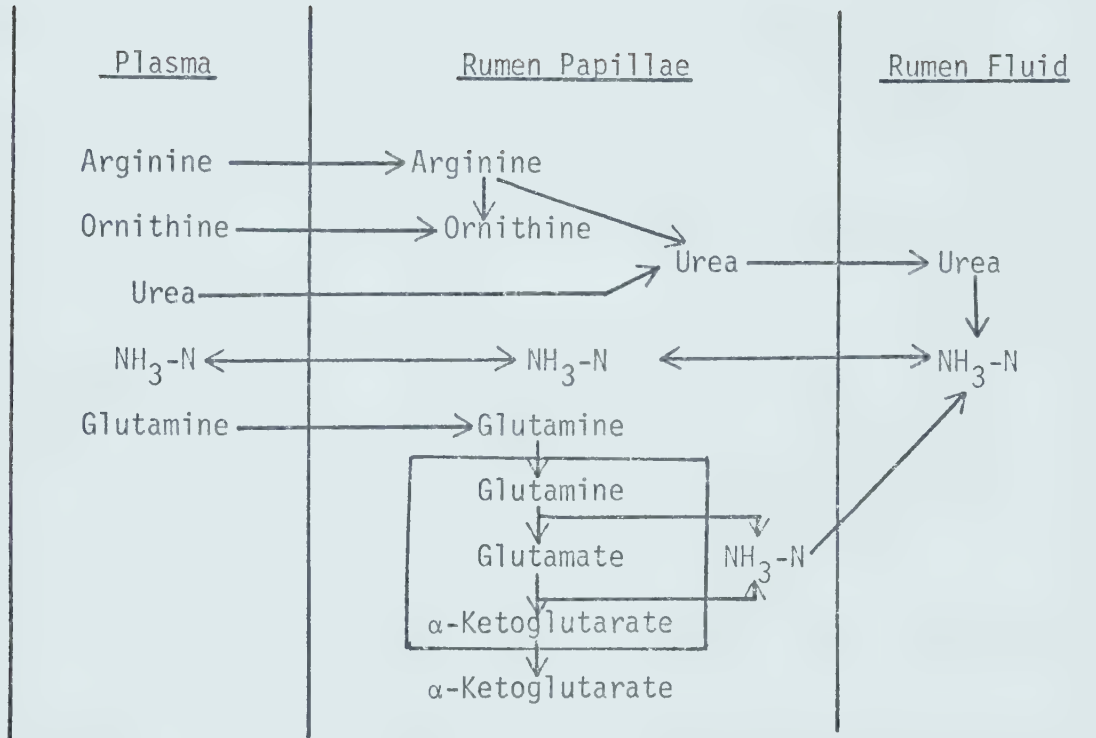 Plasma Rumen Papillae Rumen Fluid
Arginine Arginine
Ornithine Ornithine
Urea Urea
Urea
NH3-N NH3-N NH3-N
Glutamine Glutamine
Glutamine
Glutamate NH3-N
α-Ketoglutarate
α-Ketoglutarate